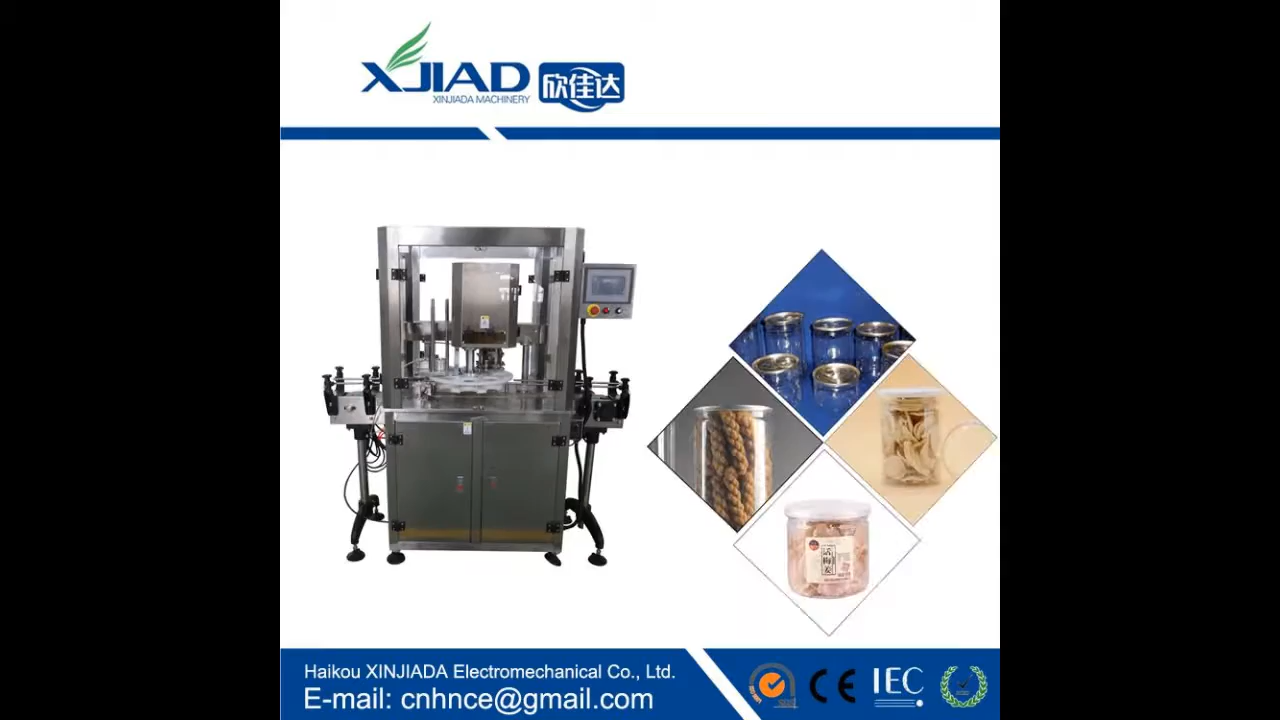 XJIAD
XINJIADA MACHINERY
欣佳达
Haikou XINJIADA Electromechanical Co., Ltd.
E-mail: cnhnce@gmail.com
CE
IEC